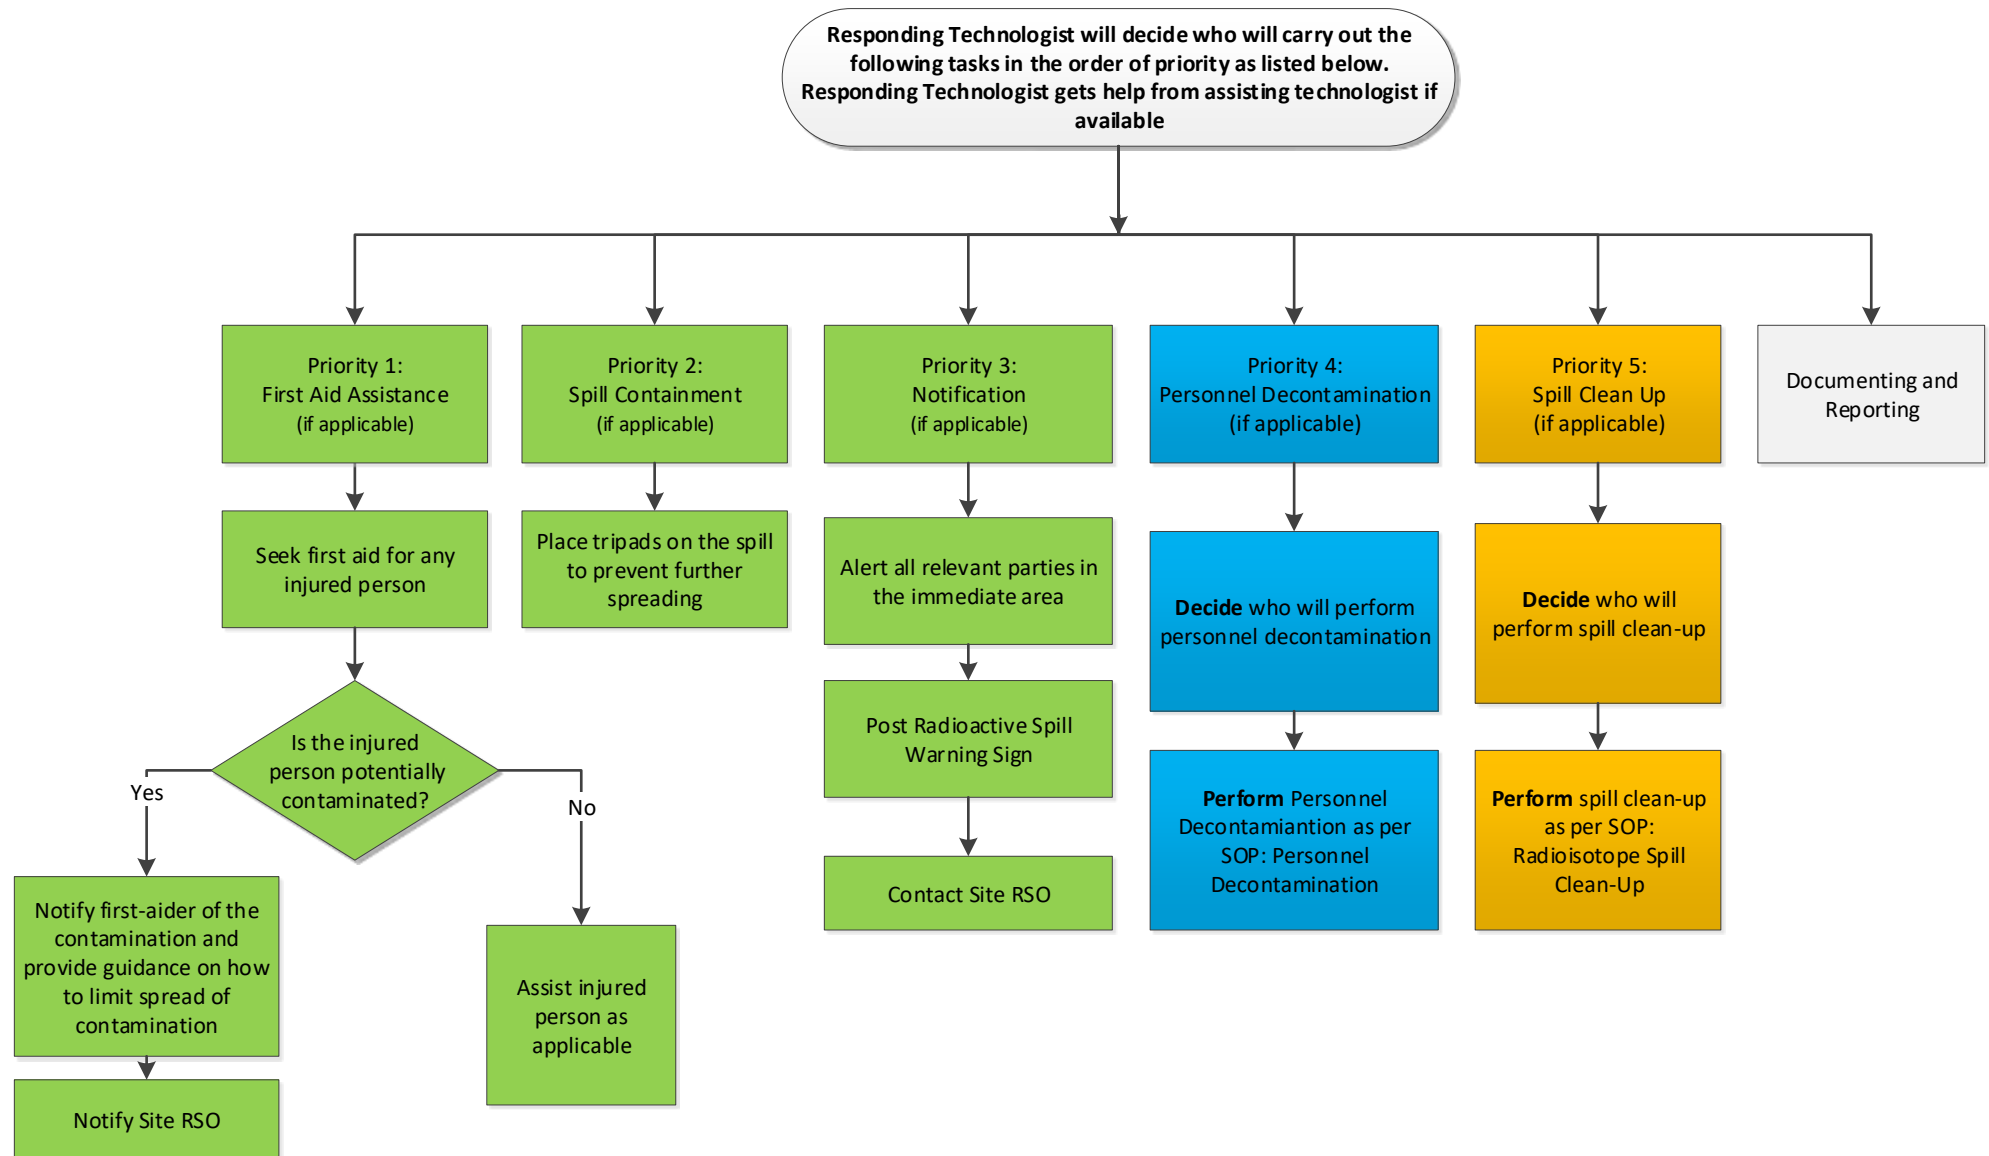 Responding Technologist will decide who will carry out the
following tasks in the order of priority as listed below.
Responding Technologist gets help from assisting technologist if
available
Priority 1:
First Aid Assistance
(if applicable)
Priority 2:
Spill Containment
(if applicable)
Priority 3:
Notification
(if applicable)
Priority 4:
Personnel Decontamination
(if applicable)
Priority 5:
Spill Clean Up
(if applicable)
Documenting and
Reporting
Seek first aid for any
injured person
Place tripads on the spill
to prevent further
spreading
Alert all relevant parties in
the immediate area
Decide who will perform
personnel decontamination
Decide who will
perform spill clean-up
Is the injured
person potentially
contaminated?
Yes
No
Post Radioactive Spill
Warning Sign
Perform Personnel
Decontamiantion as per
SOP: Personnel
Decontamination
Perform spill clean-up
as per SOP:
Radioisotope Spill
Clean-Up
Contact Site RSO
Notify first-aider of the
contamination and
provide guidance on how
to limit spread of
contamination
Assist injured
person as
applicable
Notify Site RSO